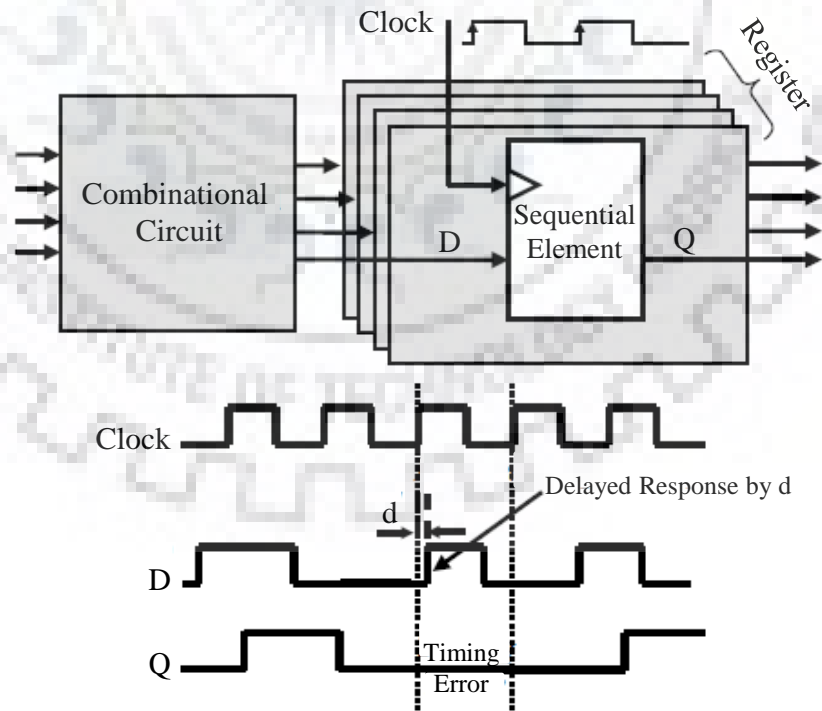 Clock
Register
Combinational
Circuit
Sequential
Element
D
Q
Clock
Delayed Response by d
d
D
Q
Timing
Error